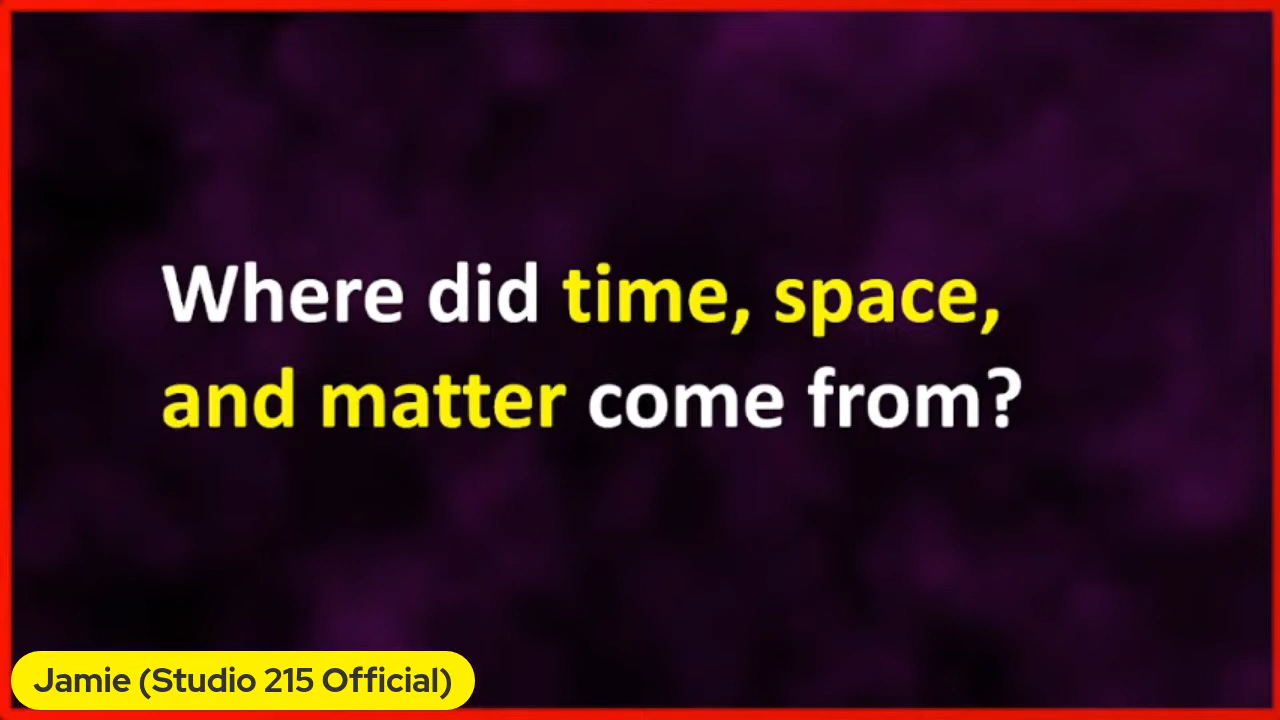 Where did time, space,
and matter come from?
Jamie (Studio 215 Official)